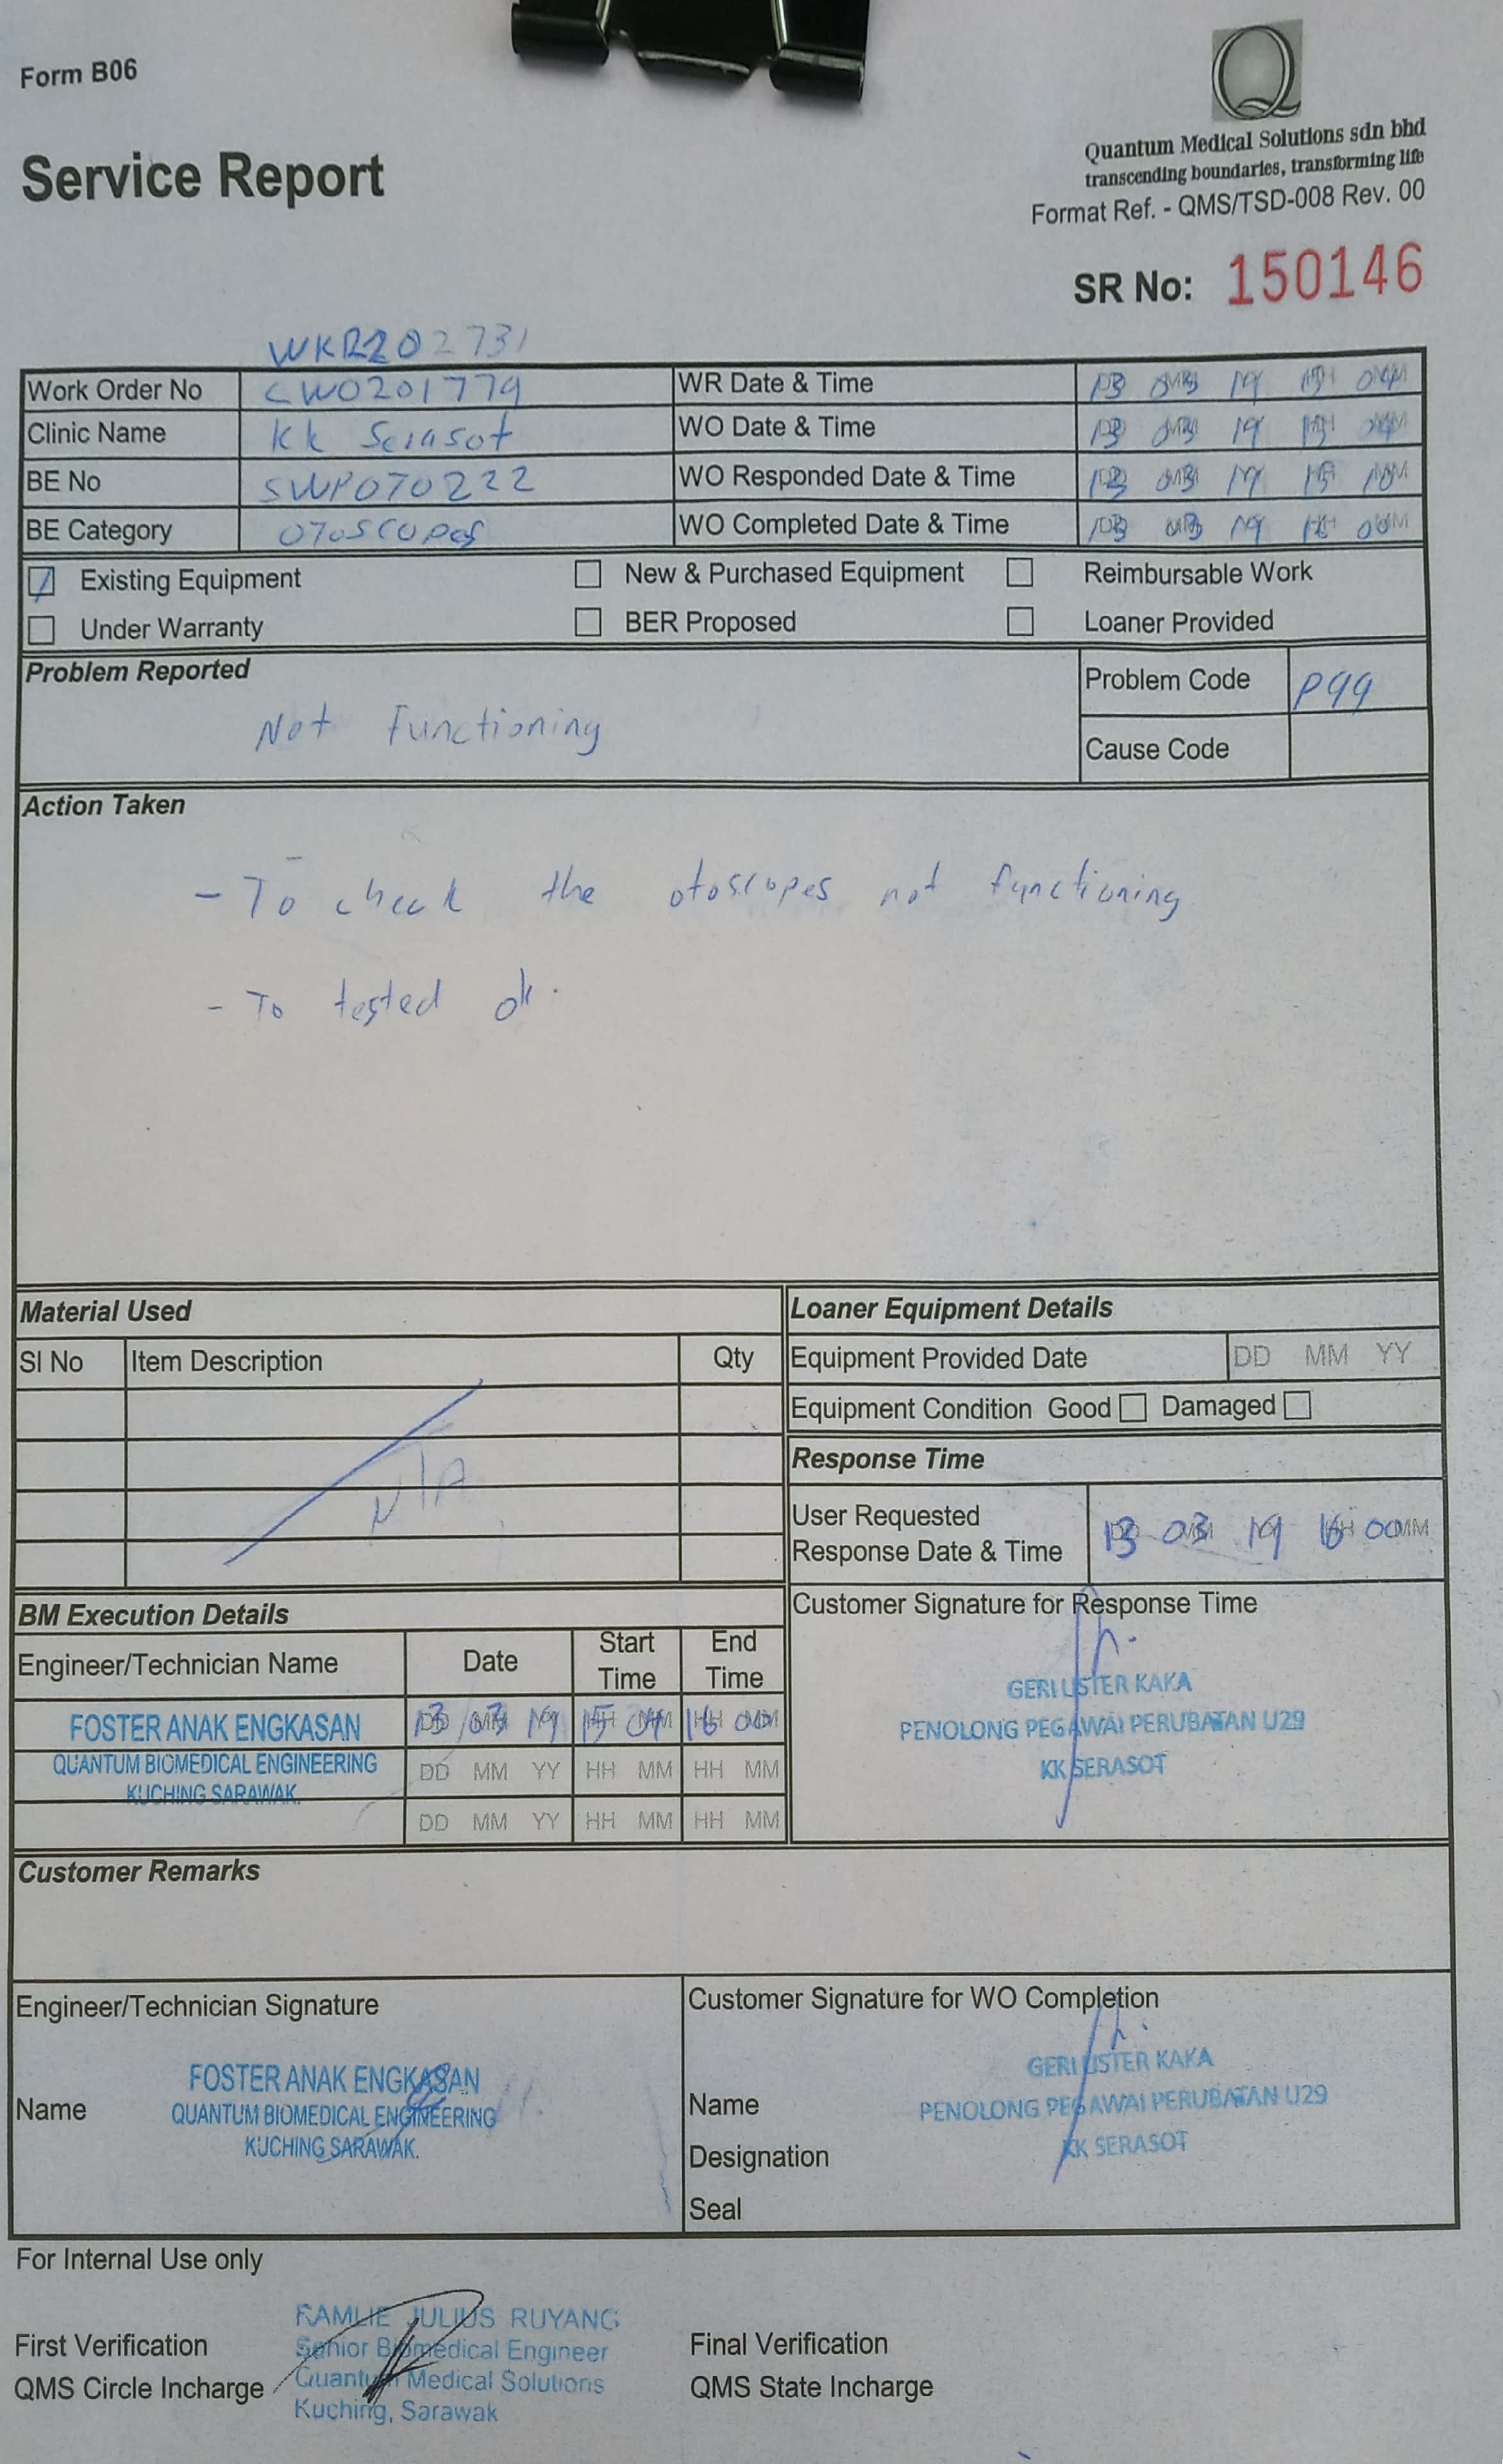 Form B06
Service Report
Quantum Medical Solutions sdn bhd
transcending boundaries, transforming life
Format Ref. - QMS/TSD-008 Rev. 00
SR No: 150146
WKR202731
Work Order No CWO201779 WR Date & Time 13 03 19 15 04
Clinic Name KK Serasot WO Date & Time 13 03 19 15 04
BE No SWP070222 WO Responded Date & Time 13 03 19 15 10
BE Category Otoscopes WO Completed Date & Time 13 03 19 16 00
Existing Equipment New & Purchased Equipment Reimbursable Work
Under Warranty BER Proposed Loaner Provided
Problem Reported Problem Code P99
Not functioning
Cause Code
Action Taken
- To check the otoscopes not functioning
- To tested ok.
Material Used
Sl No Item Description Qty
N/A
Loaner Equipment Details
Equipment Provided Date DD MM YY
Equipment Condition Good Damaged
Response Time
User Requested
Response Date & Time 13 03 19 16 00
BM Execution Details
Engineer/Technician Name Date Start Time End Time
FOSTER ANAK ENGKASAN 13 03 19 15 04 16 00
QUANTUM BIOMEDICAL ENGINEERING DD MM YY HH MM HH MM
KUCHING SARAWAK.
DD MM YY HH MM HH MM
Customer Signature for Response Time
GERI LISTER KAKA
PENOLONG PEGAWAI PERUBATAN U29
KK SERASOT
Customer Remarks
Engineer/Technician Signature
FOSTER ANAK ENGKASAN
Name QUANTUM BIOMEDICAL ENGINEERING
KUCHING SARAWAK.
Customer Signature for WO Completion
GERI LISTER KAKA
Name PENOLONG PEGAWAI PERUBATAN U29
KK SERASOT
Designation
Seal
For Internal Use only
RAMLIE JULIUS RUYANG
First Verification Senior Biomedical Engineer
QMS Circle Incharge Quantum Medical Solutions
Kuching, Sarawak
Final Verification
QMS State Incharge